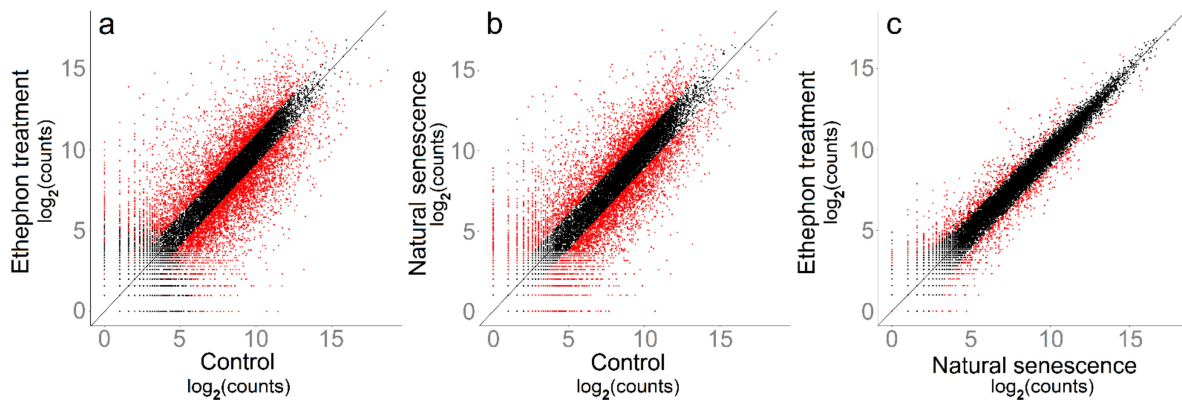 a
Ethephon treatment
log2(counts)
15
10
5
0
0 5 10 15
Control
log2(counts)
b
Natural senescence
log2(counts)
15
10
5
0
0 5 10 15
Control
log2(counts)
c
Ethephon treatment
log2(counts)
15
10
5
0
0 5 10 15
Natural senescence
log2(counts)